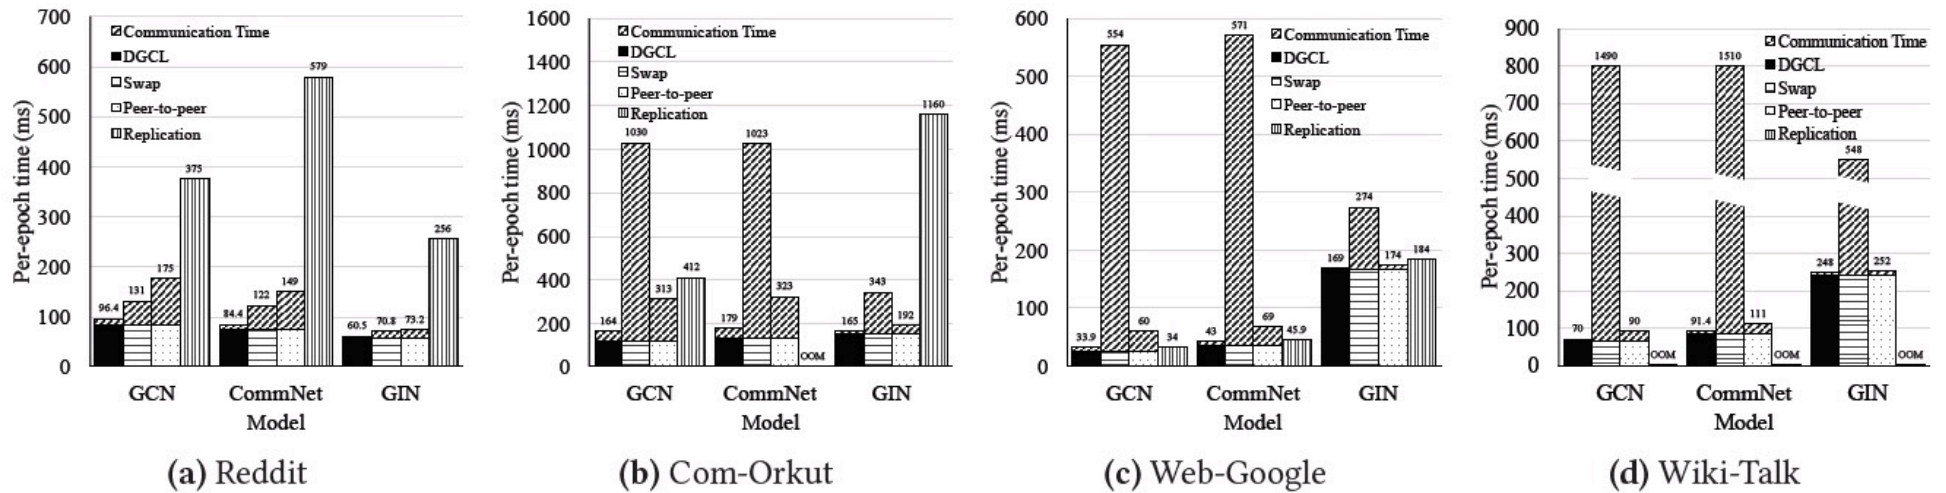 700
600
500
400
300
200
100
0
Per-epoch time (ms)
Communication Time
DGCL
Swap
Peer-to-peer
Replication
96.4 131 175 375
84.4 122 149 579
60.5 70.8 73.2 256
GCN CommNet GIN
Model
(a) Reddit
1600
1400
1200
1000
800
600
400
200
0
Per-epoch time (ms)
Communication Time
DGCL
Swap
Peer-to-peer
Replication
164 1030 313 412
179 1023 323 OOM
165 343 192 1160
GCN CommNet GIN
Model
(b) Com-Orkut
600
500
400
300
200
100
0
Per-epoch time (ms)
Communication Time
DGCL
Swap
Peer-to-peer
Replication
33.9 554 60 34
43 571 69 45.9
169 274 174 184
GCN CommNet GIN
Model
(c) Web-Google
900
800
700
600
500
400
300
200
100
0
Per-epoch time (ms)
Communication Time
DGCL
Swap
Peer-to-peer
Replication
70 1490 90 OOM
91.4 1510 111 OOM
248 548 252 OOM
GCN CommNet GIN
Model
(d) Wiki-Talk